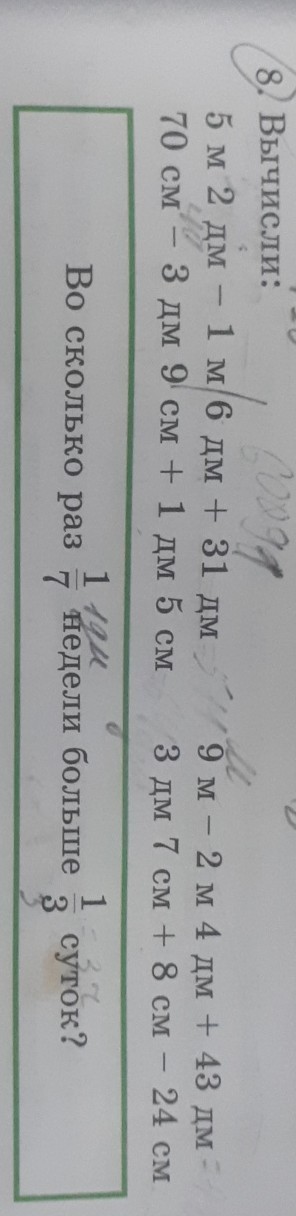 8. Вычисли:
5 м 2 дм − 1 м 6 дм + 31 дм 9 м − 2 м 4 дм + 43 дм =
70 см − 3 дм 9 см + 1 дм 5 см 3 дм 7 см + 8 см − 24 см
Во сколько раз 1/7 недели больше 1/3 суток?